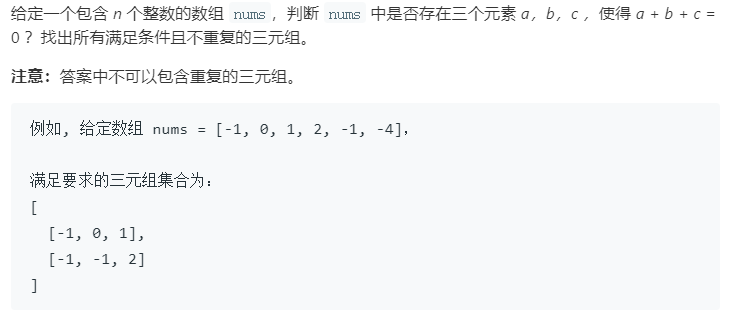 给定一个包含 n 个整数的数组 nums，判断 nums 中是否存在三个元素 a，b，c ，使得 a + b + c =
0 ？找出所有满足条件且不重复的三元组。
注意：答案中不可以包含重复的三元组。
例如, 给定数组 nums = [-1, 0, 1, 2, -1, -4]，
满足要求的三元组集合为：
[
[-1, 0, 1],
[-1, -1, 2]
]